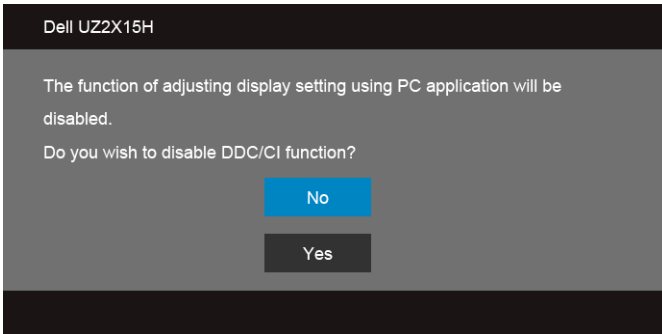 Dell UZ2X15H
The function of adjusting display setting using PC application will be
disabled.
Do you wish to disable DDC/CI function?
No
Yes